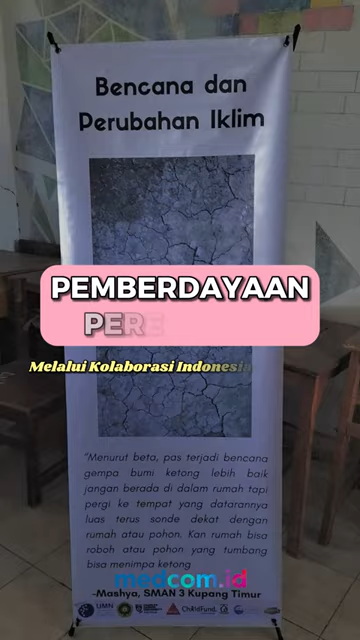 Bencana dan
Perubahan Iklim
PEMBERDAYAAN
PERE
Melalui Kolaborasi Indonesia
"Menurut beta, pas terjadi bencana
gempa bumi ketong lebih baik
jangan berada di dalam rumah tapi
pergi ke tempat yang datarannya
luas terus sonde dekat dengan
rumah atau pohon. Kan rumah bisa
roboh atau pohon yang tumbang
bisa menimpa ketong
medcom.id
-Mashya, SMAN 3 Kupang Timur
UMN
ChildFund